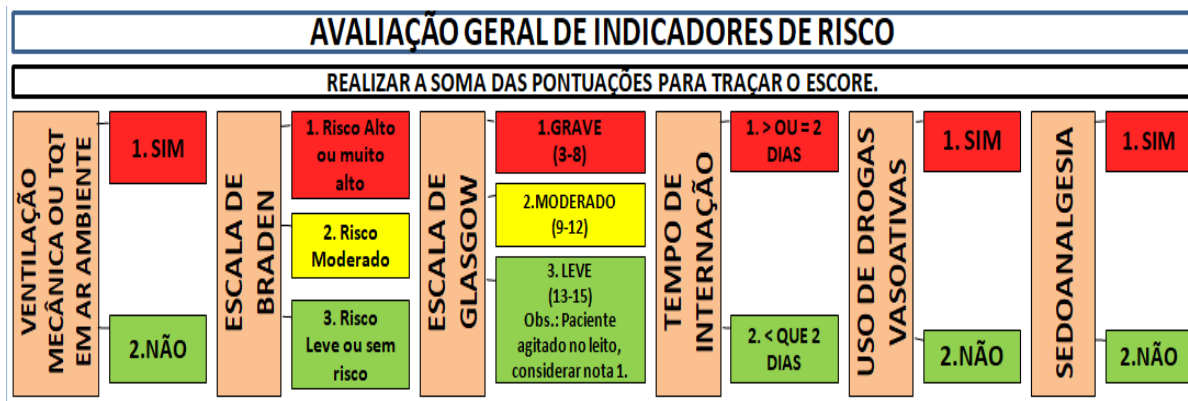 AVALIAÇÃO GERAL DE INDICADORES DE RISCO
REALIZAR A SOMA DAS PONTUAÇÕES PARA TRAÇAR O ESCORE.
VENTILAÇÃO
MECÂNICA OU TQT
EM AR AMBIENTE
1. SIM
2.NÃO
ESCALA DE
BRADEN
1. Risco Alto
ou muito
alto
2. Risco
Moderado
3. Risco
Leve ou sem
risco
ESCALA DE
GLASGOW
1.GRAVE
(3-8)
2.MODERADO
(9-12)
3. LEVE
(13-15)
Obs.: Paciente
agitado no leito,
considerar nota 1.
TEMPO DE
INTERNAÇÃO
1. > OU = 2
DIAS
2. < QUE 2
DIAS
USO DE DROGAS
VASOATIVAS
1. SIM
2.NÃO
SEDOANALGESIA
1. SIM
2.NÃO